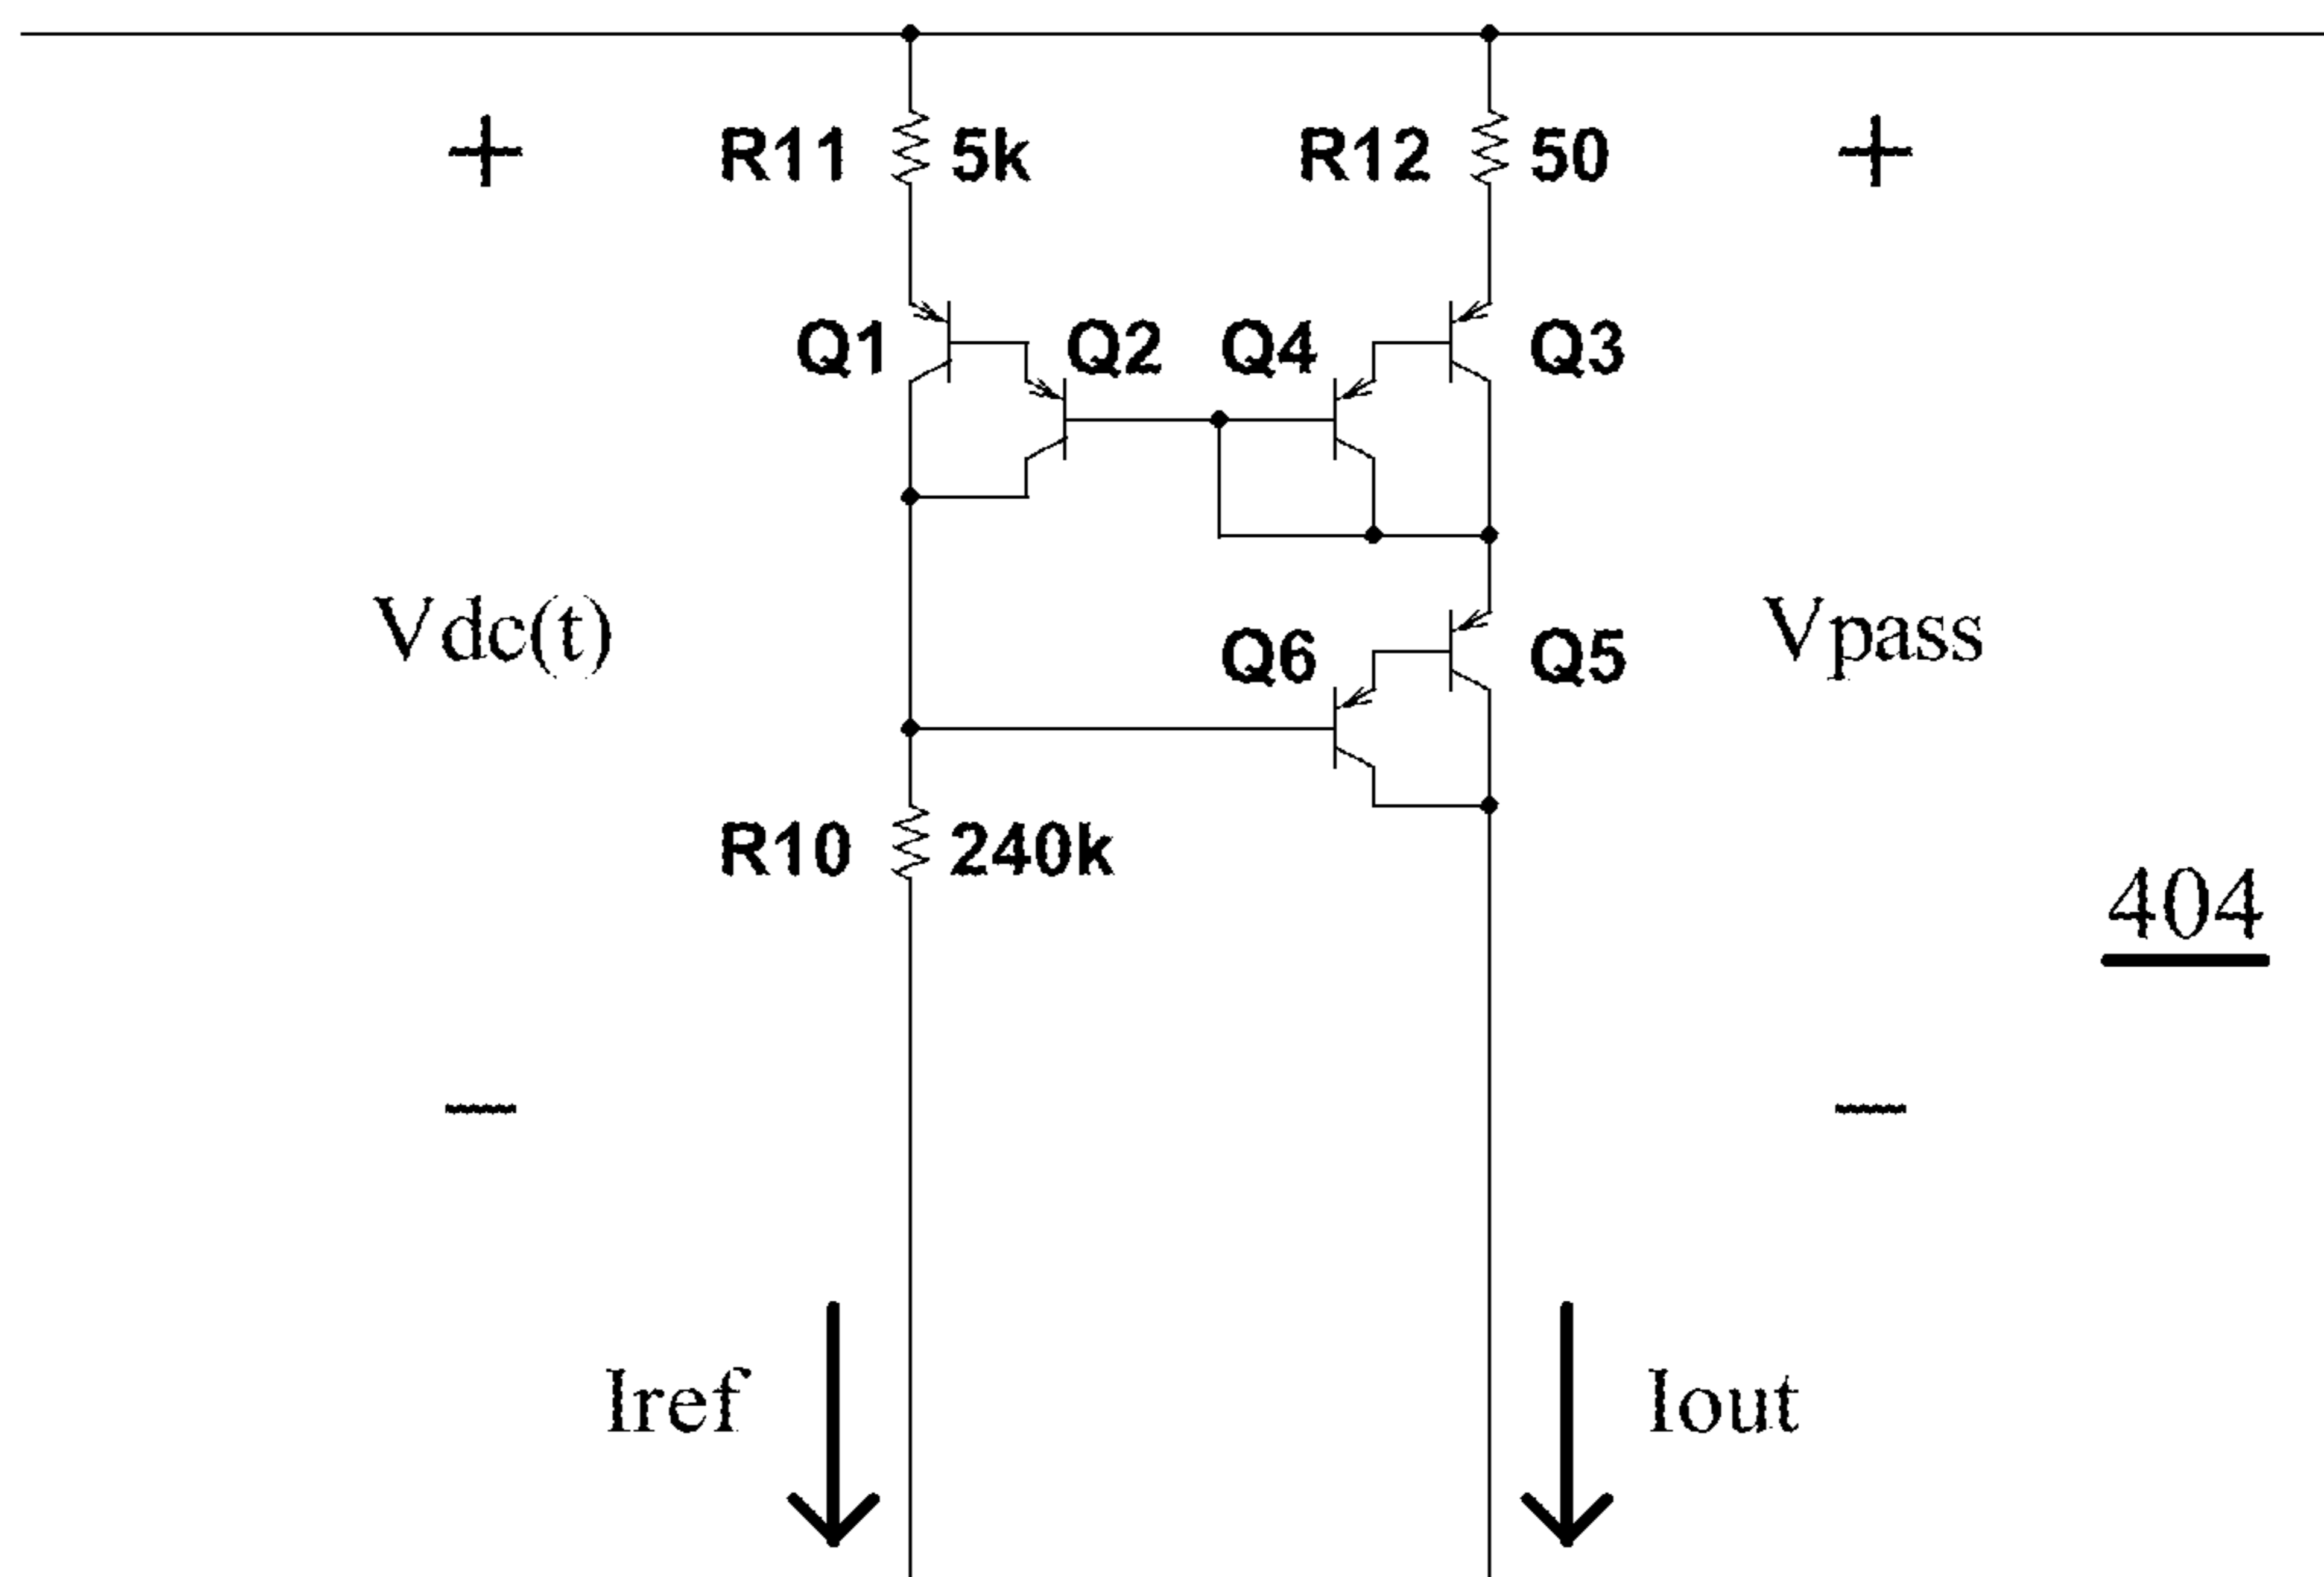 +
R11 5k
R12 50
+
Q1 Q2 Q4 Q3
Vdc(t)
Q6 Q5
Vpass
R10 240k
404
−
−
Iref
Iout